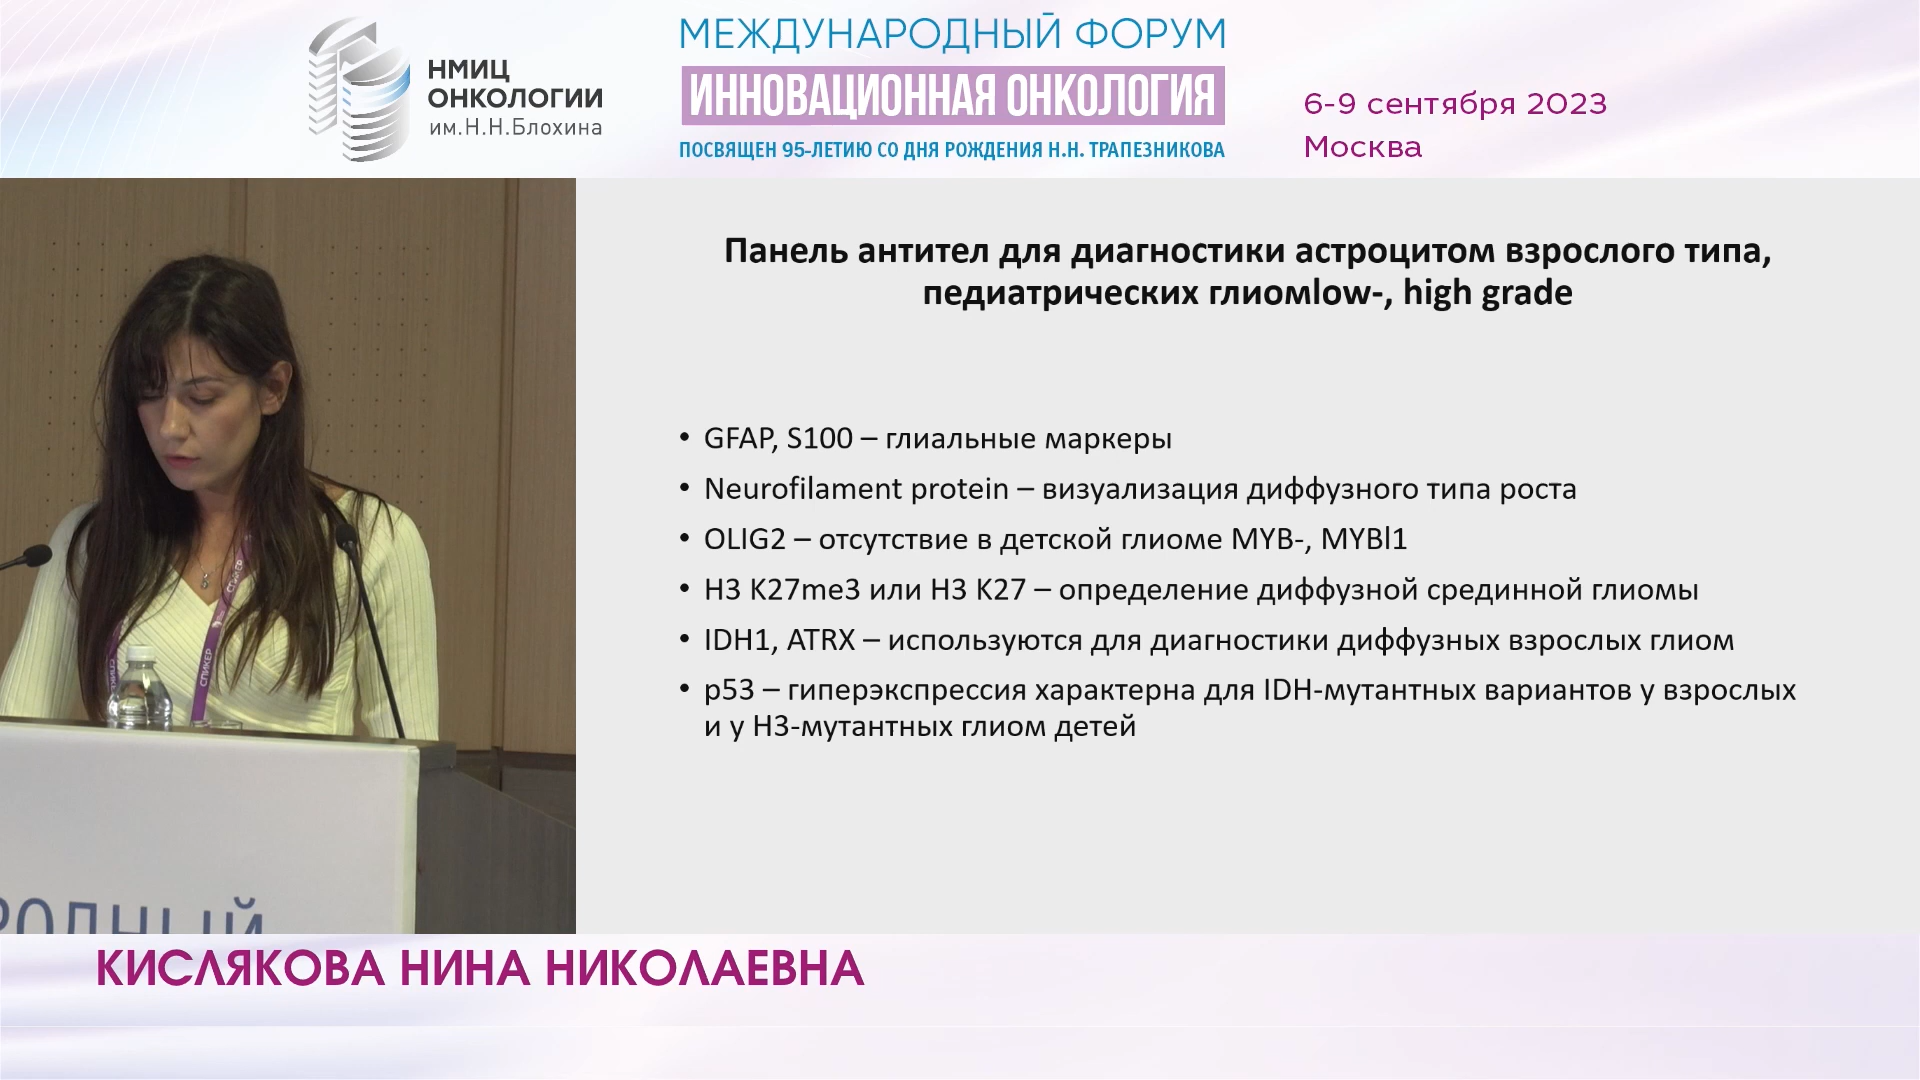 НМИЦ
ОНКОЛОГИИ
им.Н.Н.Блохина
МЕЖДУНАРОДНЫЙ ФОРУМ
ИННОВАЦИОННАЯ ОНКОЛОГИЯ
ПОСВЯЩЕН 95-ЛЕТИЮ СО ДНЯ РОЖДЕНИЯ Н.Н. ТРАПЕЗНИКОВА
6-9 сентября 2023
Москва
Панель антител для диагностики астроцитом взрослого типа,
педиатрических глиомlow-, high grade
• GFAP, S100 – глиальные маркеры
• Neurofilament protein – визуализация диффузного типа роста
• OLIG2 – отсутствие в детской глиоме MYB-, MYBl1
• H3 K27me3 или H3 K27 – определение диффузной срединной глиомы
• IDH1, ATRX – используются для диагностики диффузных взрослых глиом
• p53 – гиперэкспрессия характерна для IDH-мутантных вариантов у взрослых
и у H3-мутантных глиом детей
СПИКЕР
СПИКЕР
РОДНЫЙ
КИСЛЯКОВА НИНА НИКОЛАЕВНА